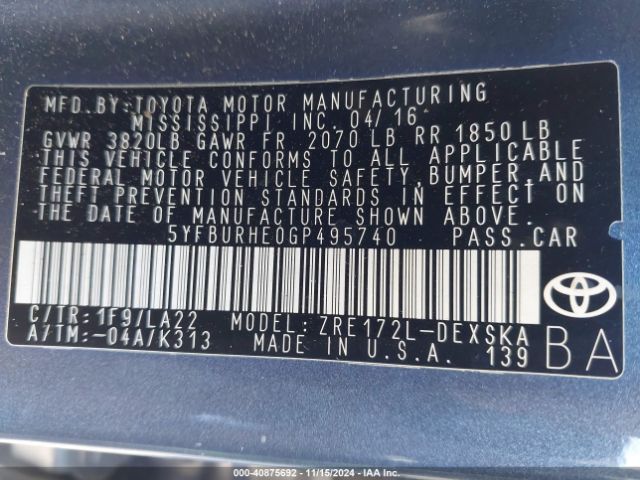 MFD.BY:TOYOTA MOTOR MANUFACTURING
MISSISSIPPI, INC. 04/16
GVWR 3820LB GAWR FR 2070 LB RR 1850LB
THIS VEHICLE CONFORMS TO ALL APPLICABLE
FEDERAL MOTOR VEHICLE SAFETY,BUMPER,AND
THEFT PREVENTION STANDARDS IN EFFECT ON
THE DATE OF MANUFACTURE SHOWN ABOVE.
5YFBURHE0GP495740 PASS.CAR
C/TR:1F9/LA22 MODEL:ZRE172L-DEXSKA
A/TM:-04A/K313 MADE IN U.S.A. 139
BA
00-40875692 - 11/15/2024 - IAA Inc.